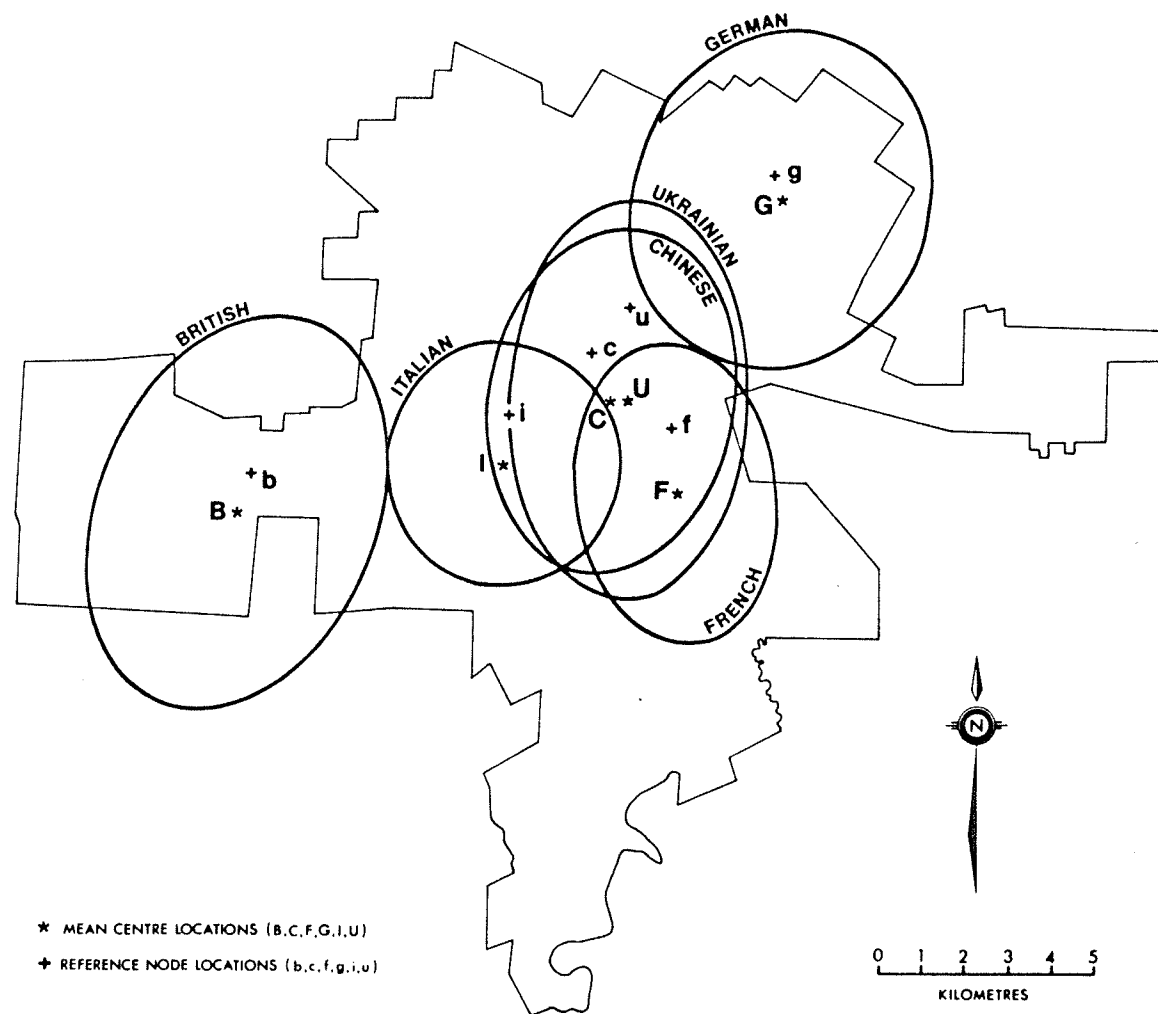 GERMAN
g
G *
UKRAINIAN
CHINESE
u
BRITISH
ITALIAN
c
U
C
i
f
b
I
F
B
FRENCH
N
* MEAN CENTRE LOCATIONS (B,C,F,G,I,U)
+ REFERENCE NODE LOCATIONS (b,c,f,g,i,u)
0 1 2 3 4 5
KILOMETRES